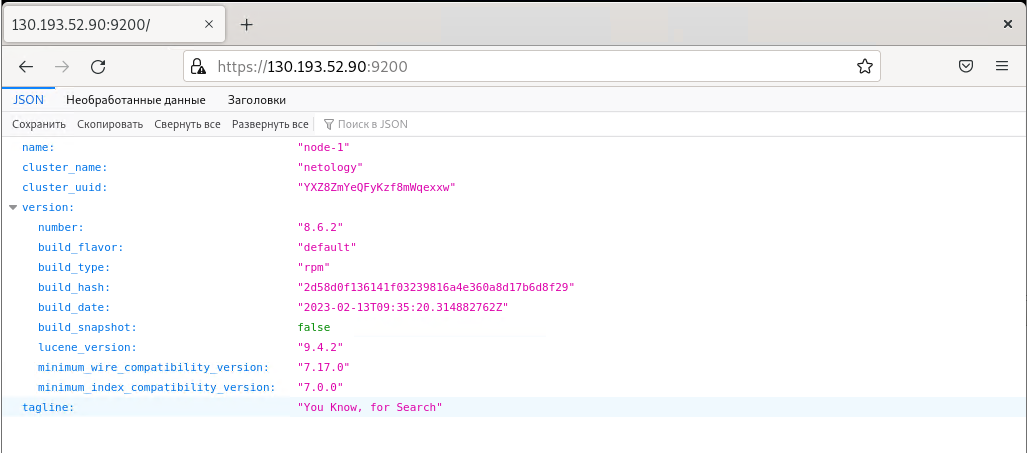 130.193.52.90:9200/
https://130.193.52.90:9200
JSON Необработанные данные Заголовки
Сохранить Скопировать Свернуть все Развернуть все Поиск в JSON
name: "node-1"
cluster_name: "netology"
cluster_uuid: "YXZ8ZmYeQFyKzf8mWqexxw"
version:
number: "8.6.2"
build_flavor: "default"
build_type: "rpm"
build_hash: "2d58d0f136141f03239816a4e360a8d17b6d8f29"
build_date: "2023-02-13T09:35:20.314882762Z"
build_snapshot: false
lucene_version: "9.4.2"
minimum_wire_compatibility_version: "7.17.0"
minimum_index_compatibility_version: "7.0.0"
tagline: "You Know, for Search"